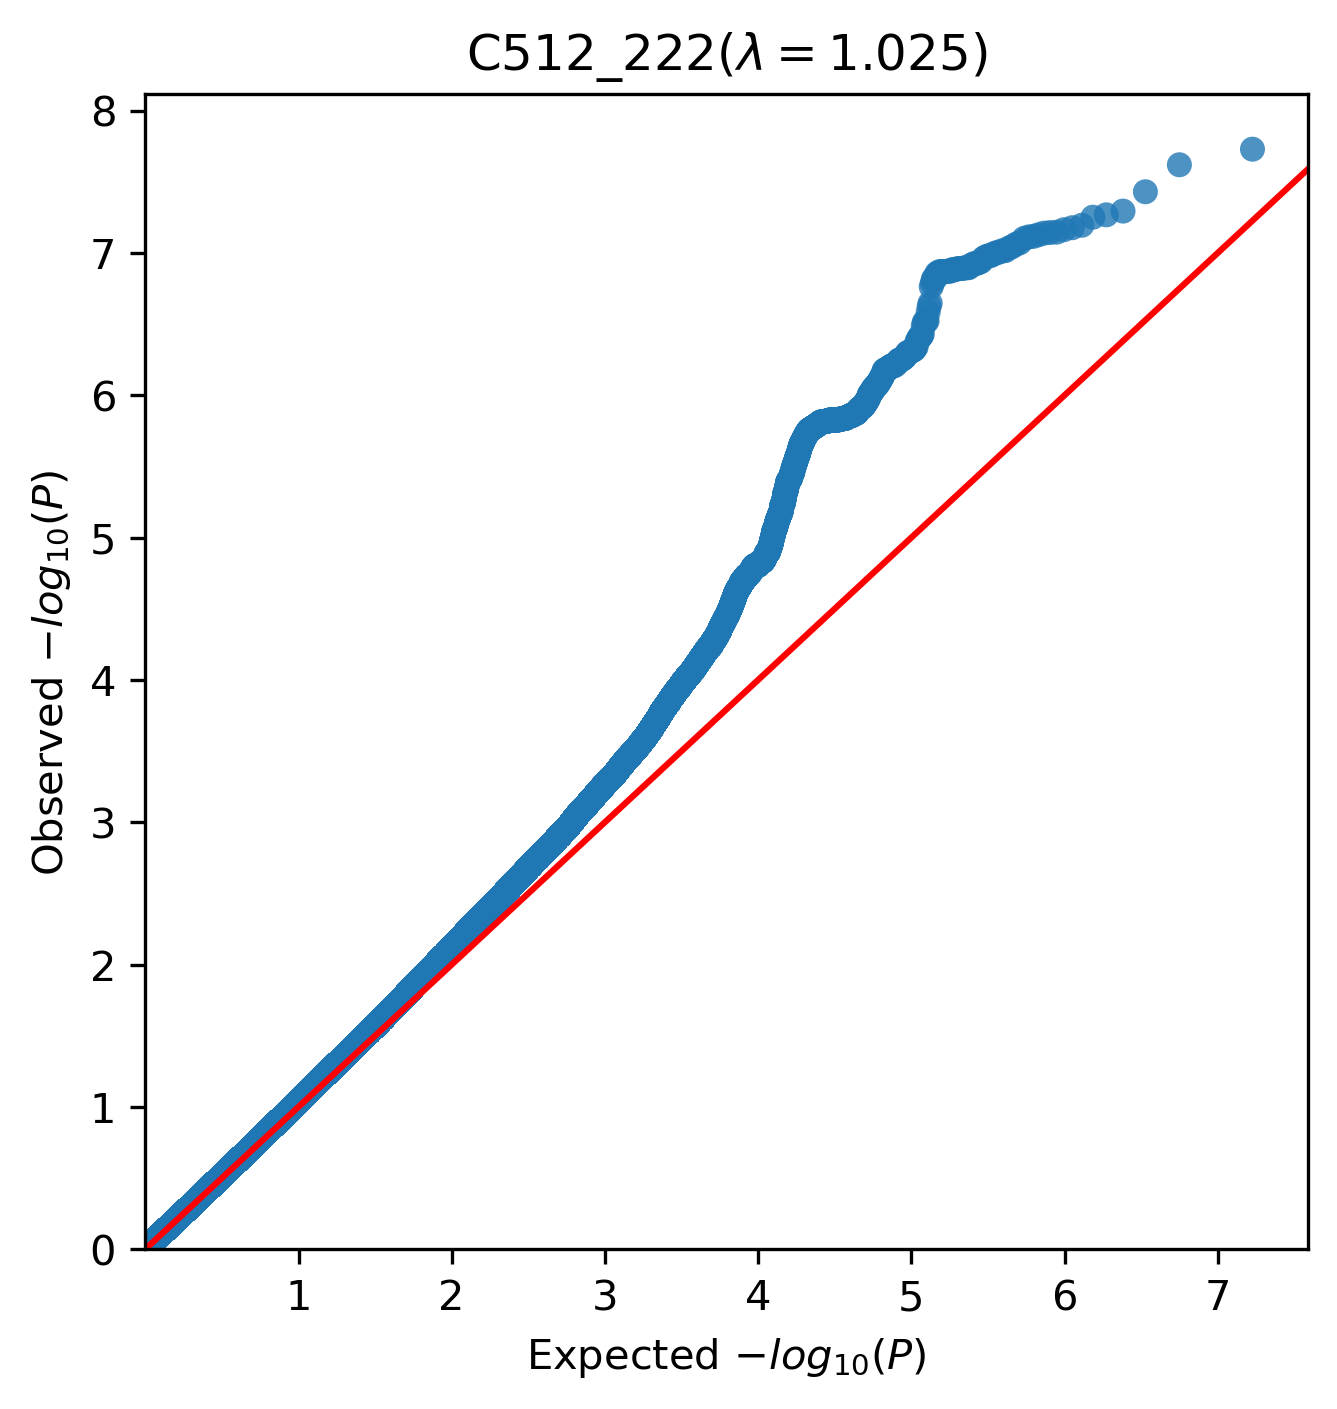 C512_222(λ = 1.025)
8
7
6
5
4
3
2
1
0
Observed −log₁₀(P)
1 2 3 4 5 6 7
Expected −log₁₀(P)